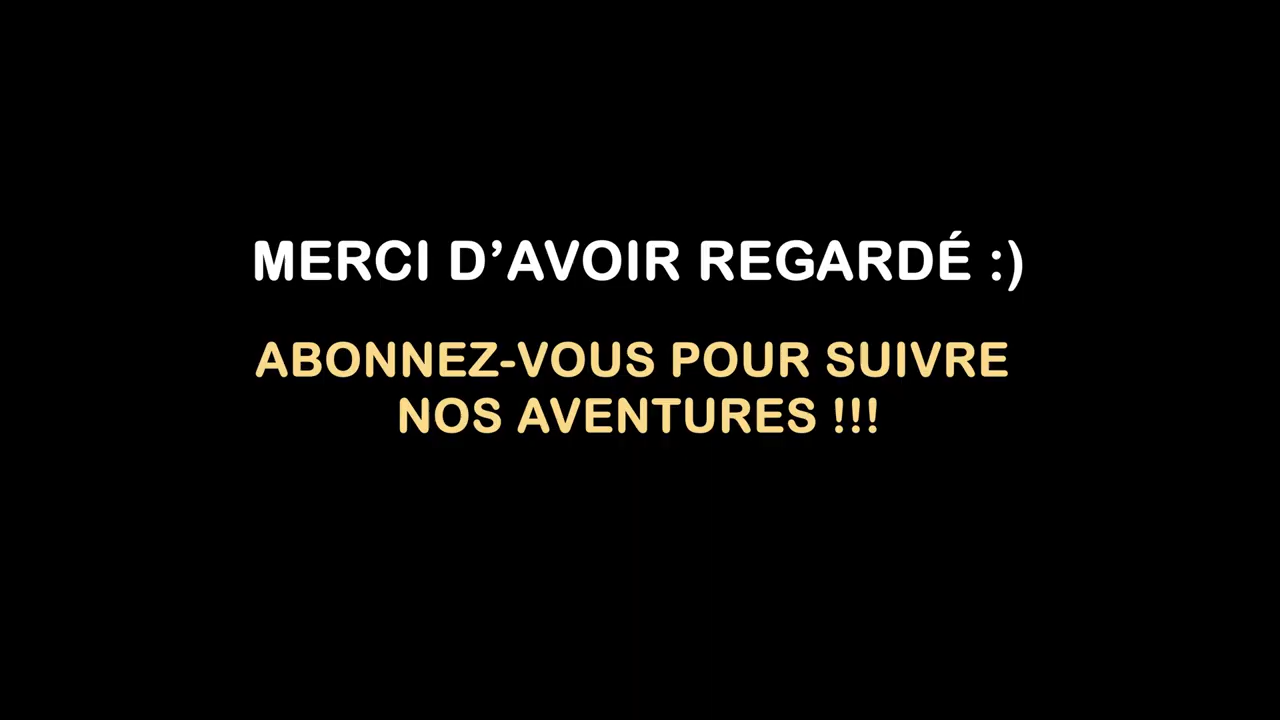 MERCI D’AVOIR REGARDÉ :)
ABONNEZ-VOUS POUR SUIVRE
NOS AVENTURES !!!